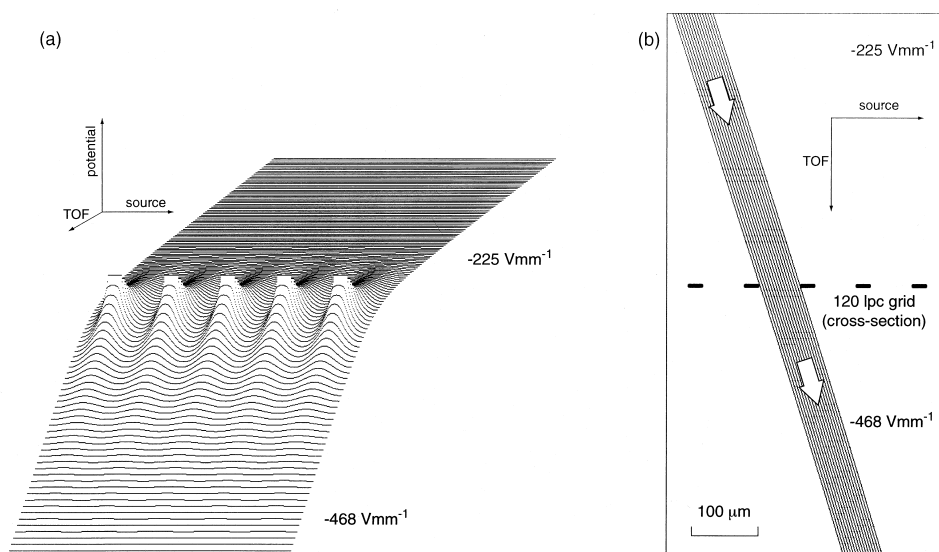 (a)
potential
TOF
source
-225 Vmm-1
-468 Vmm-1
(b)
-225 Vmm-1
source
TOF
120 lpc grid
(cross-section)
-468 Vmm-1
100 µm